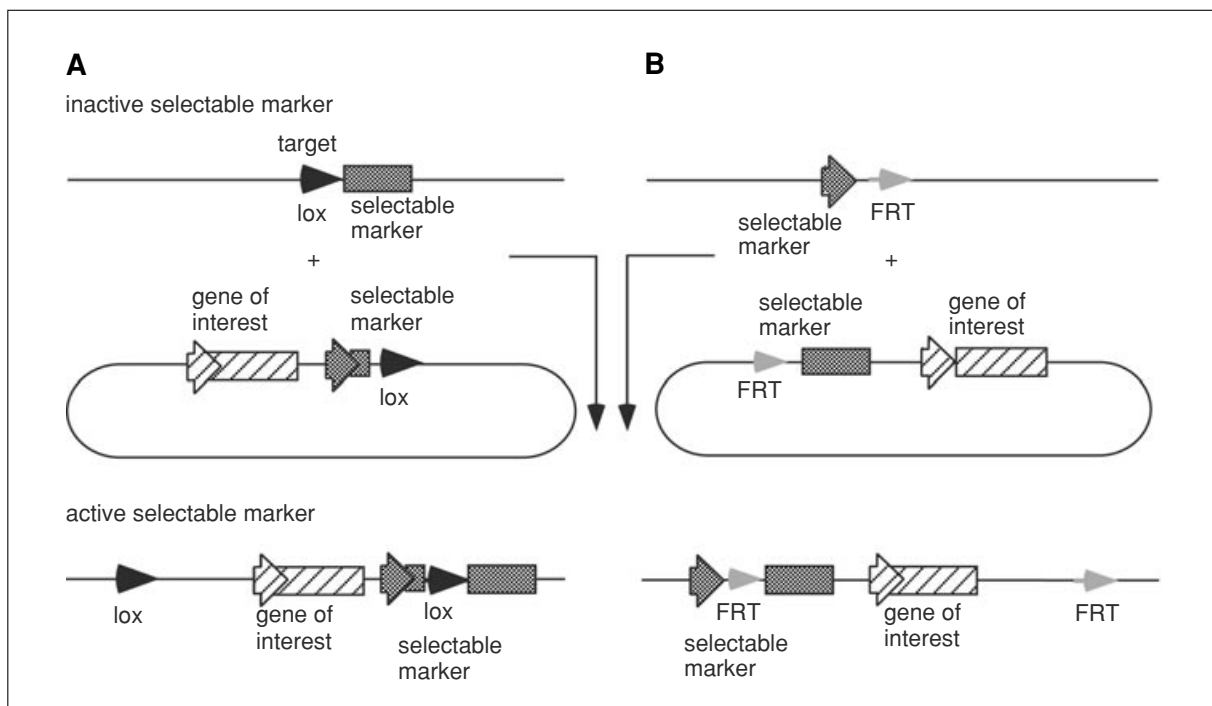 A
inactive selectable marker
target
lox
selectable
marker
+
gene of
interest
selectable
marker
lox
active selectable marker
lox
gene of
interest
lox
selectable
marker
B
selectable
marker
FRT
+
selectable
marker
gene of
interest
FRT
FRT
selectable
marker
gene of
interest
FRT